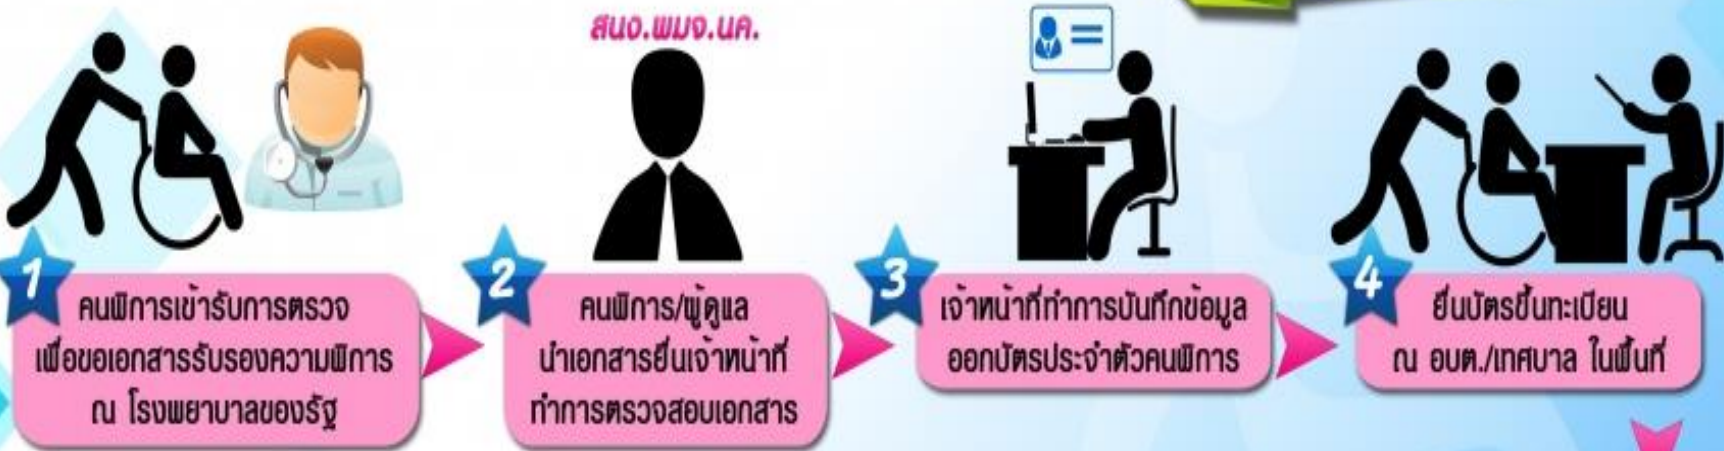 สนง.พมจ.นค.
1
คนพิการเข้ารับการตรวจ
เพื่อขอเอกสารรับรองความพิการ
ณ โรงพยาบาลของรัฐ
2
คนพิการ/ผู้ดูแล
นำเอกสารยื่นเจ้าหน้าที่
ทำการตรวจสอบเอกสาร
3
เจ้าหน้าที่ทำการบันทึกข้อมูล
ออกบัตรประจำตัวคนพิการ
4
ยื่นบัตรขึ้นทะเบียน
ณ อบต./เทศบาล ในพื้นที่